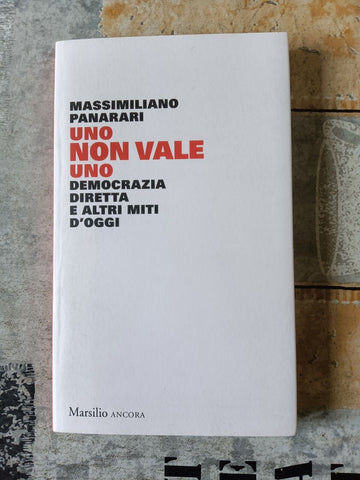 MASSIMILIANO
PANARARI
UNO
NON VALE
UNO
DEMOCRAZIA
DIRETTA
E ALTRI MITI
D'OGGI
Marsilio ANCORA